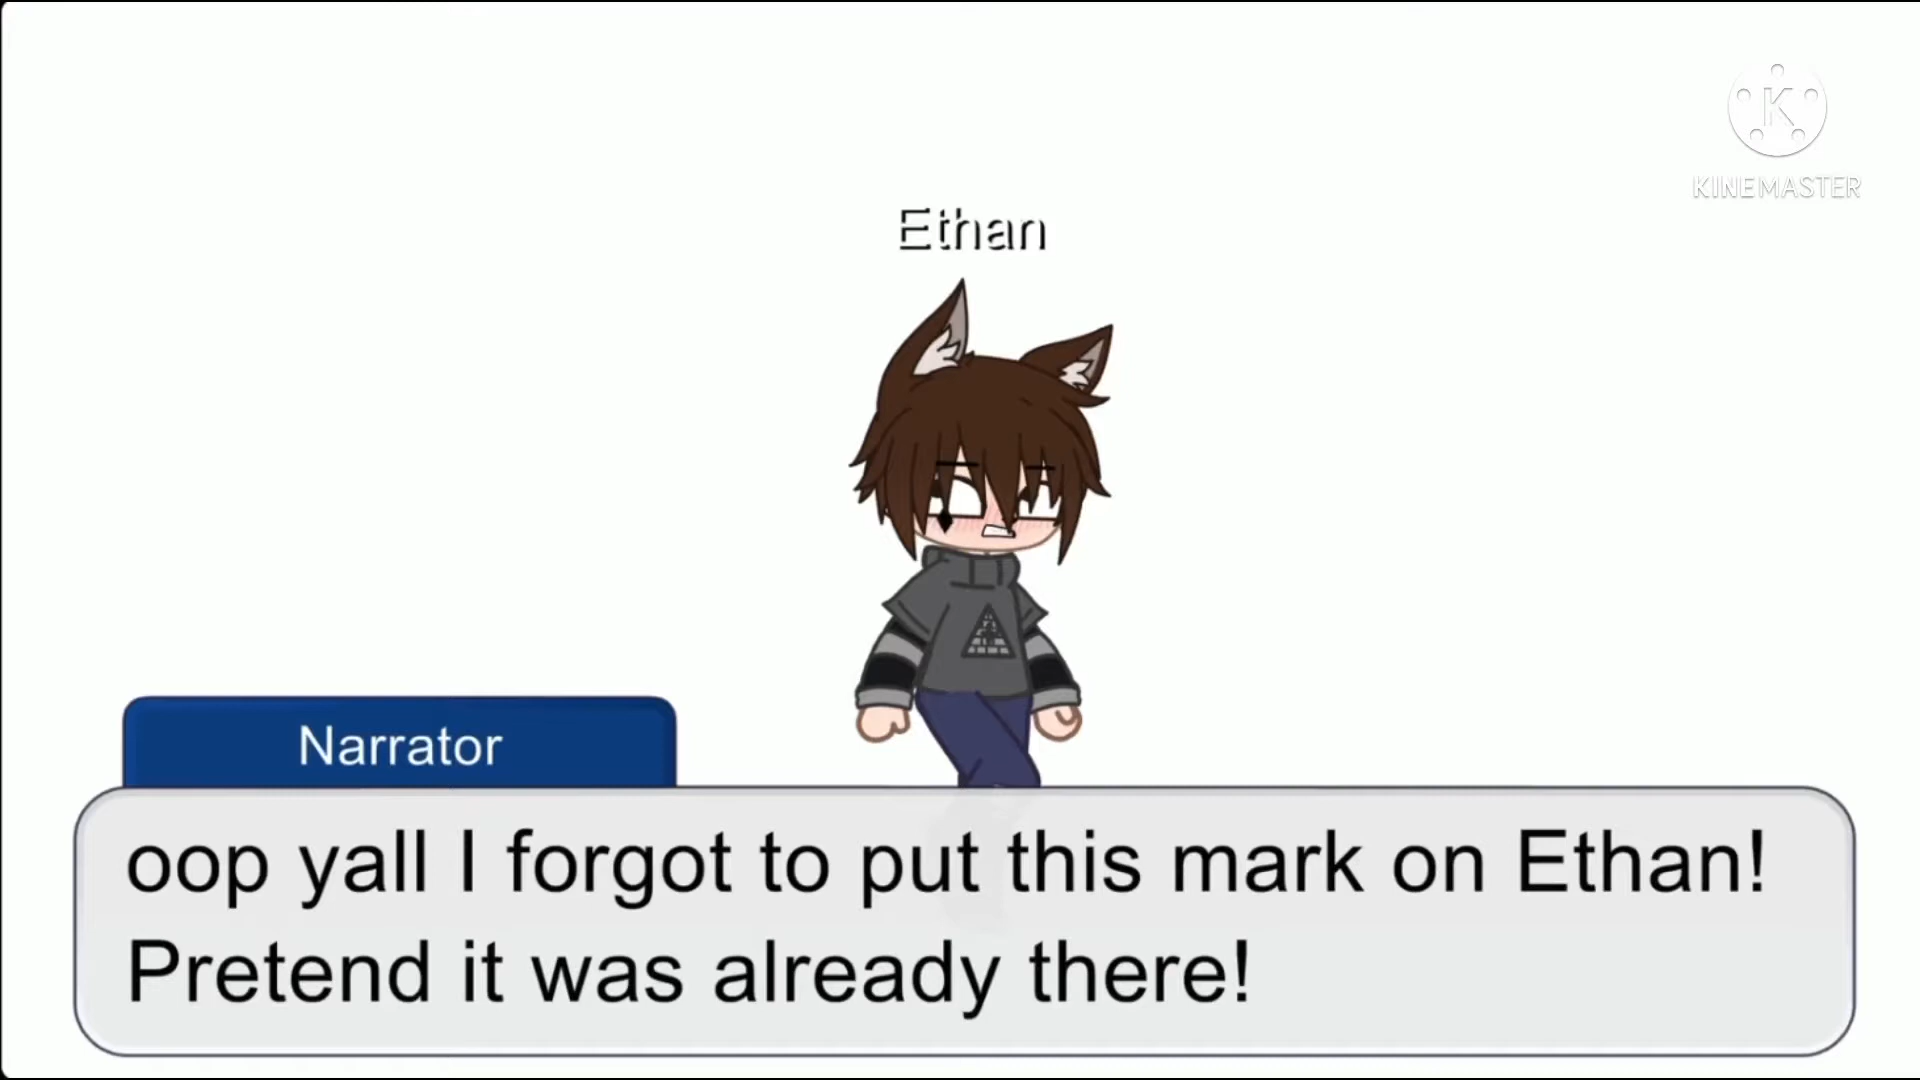 K
KINEMASTER
Ethan
Narrator
oop yall I forgot to put this mark on Ethan!
Pretend it was already there!